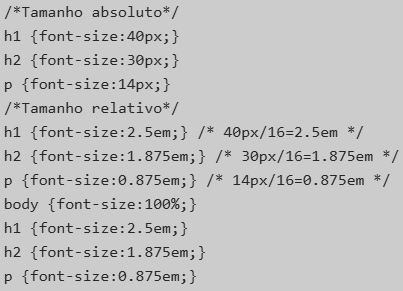 /*Tamanho absoluto*/
h1 {font-size:40px;}
h2 {font-size:30px;}
p {font-size:14px;}
/*Tamanho relativo*/
h1 {font-size:2.5em;} /* 40px/16=2.5em */
h2 {font-size:1.875em;} /* 30px/16=1.875em */
p {font-size:0.875em;} /* 14px/16=0.875em */
body {font-size:100%;}
h1 {font-size:2.5em;}
h2 {font-size:1.875em;}
p {font-size:0.875em;}